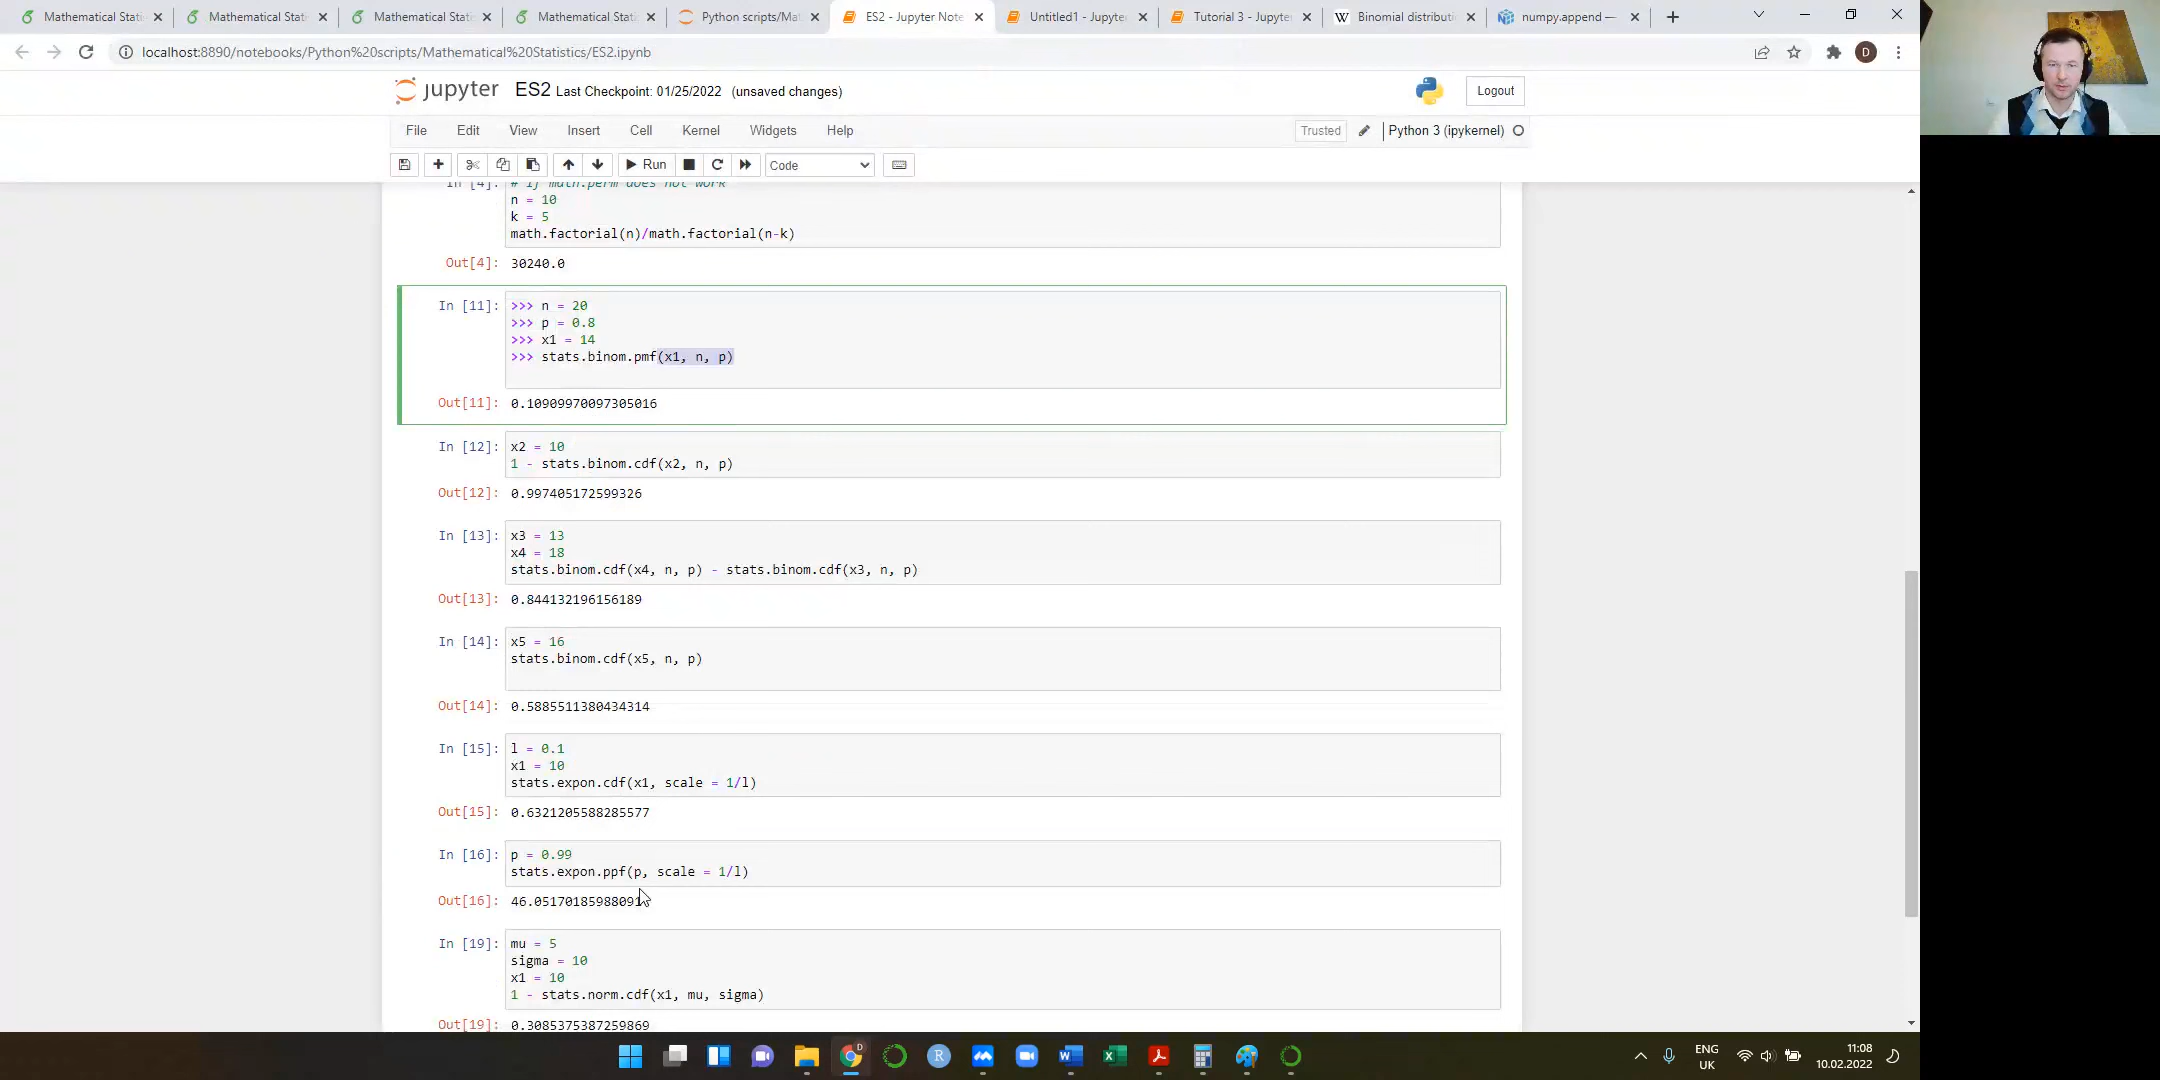 Mathematical Stati
Mathematical Stati
Mathematical Stati
Mathematical Stati
Python scripts/Mat
ES2 - Jupyter Note
Untitled1 - Jupyte
Tutorial 3 - Jupyte
Binomial distributi
numpy.append —
localhost:8890/notebooks/Python%20scripts/Mathematical%20Statistics/ES2.ipynb
D
jupyter ES2 Last Checkpoint: 01/25/2022 (unsaved changes)
Logout
File Edit View Insert Cell Kernel Widgets Help
Trusted
Python 3 (ipykernel)
Run
Code
In [4]: # if math.perm does not work
n = 10
k = 5
math.factorial(n)/math.factorial(n-k)
Out[4]: 30240.0
In [11]: >>> n = 20
>>> p = 0.8
>>> x1 = 14
>>> stats.binom.pmf(x1, n, p)
Out[11]: 0.10909970097305016
In [12]: x2 = 10
1 - stats.binom.cdf(x2, n, p)
Out[12]: 0.997405172599326
In [13]: x3 = 13
x4 = 18
stats.binom.cdf(x4, n, p) - stats.binom.cdf(x3, n, p)
Out[13]: 0.844132196156189
In [14]: x5 = 16
stats.binom.cdf(x5, n, p)
Out[14]: 0.5885511380434314
In [15]: l = 0.1
x1 = 10
stats.expon.cdf(x1, scale = 1/l)
Out[15]: 0.6321205588285577
In [16]: p = 0.99
stats.expon.ppf(p, scale = 1/l)
Out[16]: 46.05170185988091
In [19]: mu = 5
sigma = 10
x1 = 10
1 - stats.norm.cdf(x1, mu, sigma)
Out[19]: 0.3085375387259869
ENG
UK
11:08
10.02.2022